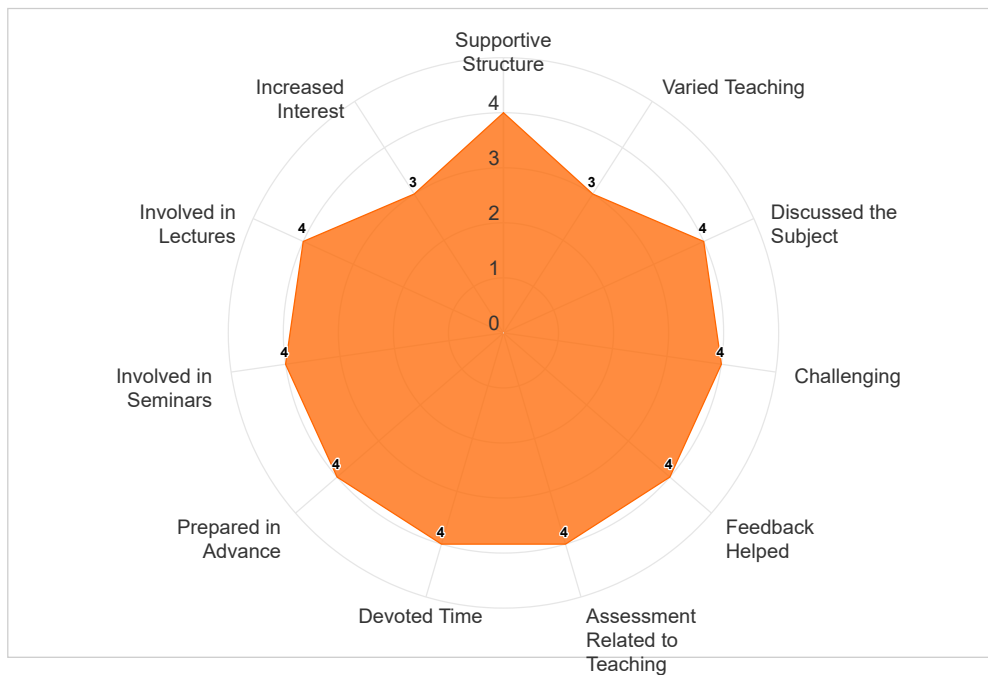 Supportive
Structure
Increased
Interest
Varied Teaching
4
3
3
3
Involved in
Lectures
4
2
4
Discussed the
Subject
1
0
Involved in
Seminars
4
4
Challenging
Prepared in
Advance
4
4
Feedback
Helped
4
4
Devoted Time
Assessment
Related to
Teaching